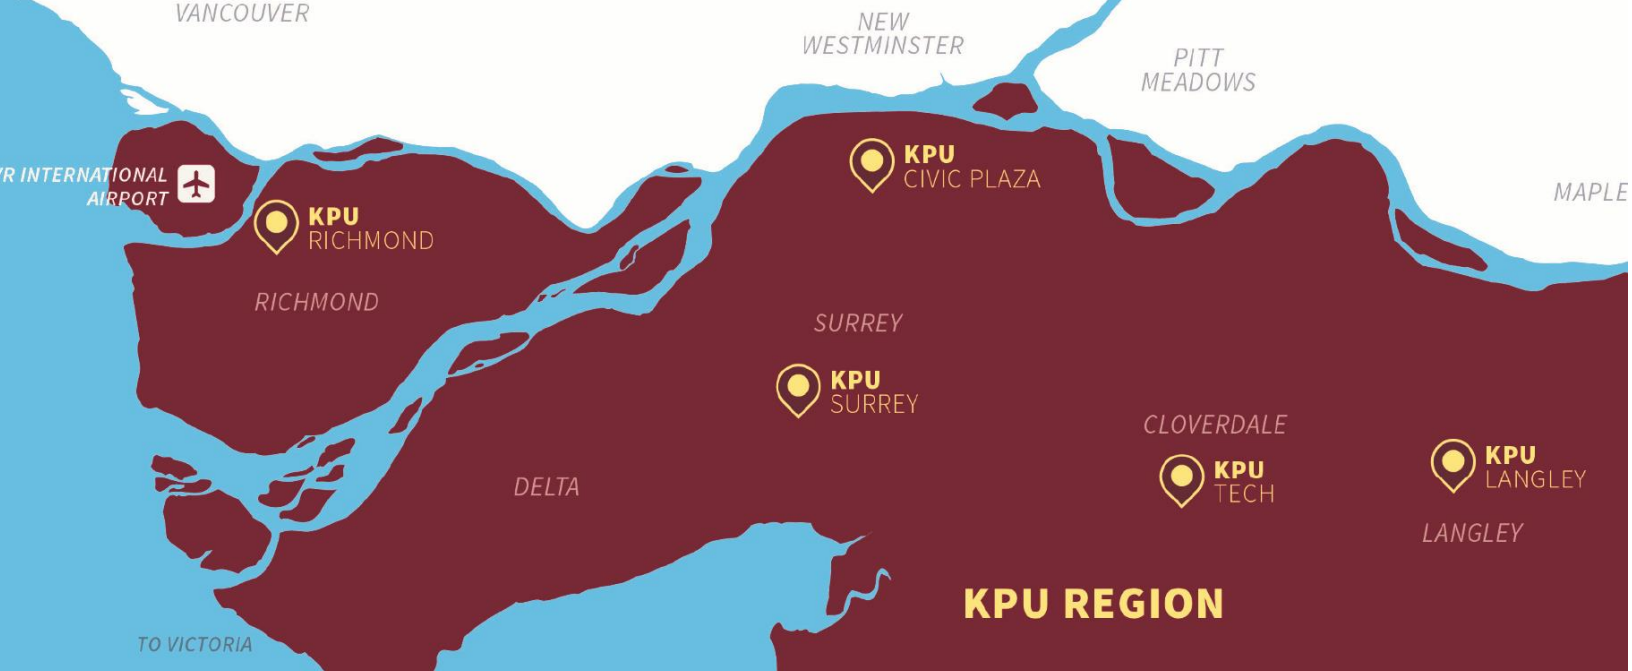 VANCOUVER
NEW
WESTMINSTER
PITT
MEADOWS
MAPLE
INTERNATIONAL
AIRPORT
KPU
CIVIC PLAZA
KPU
RICHMOND
RICHMOND
SURREY
KPU
SURREY
CLOVERDALE
KPU
TECH
KPU
LANGLEY
LANGLEY
DELTA
KPU REGION
TO VICTORIA